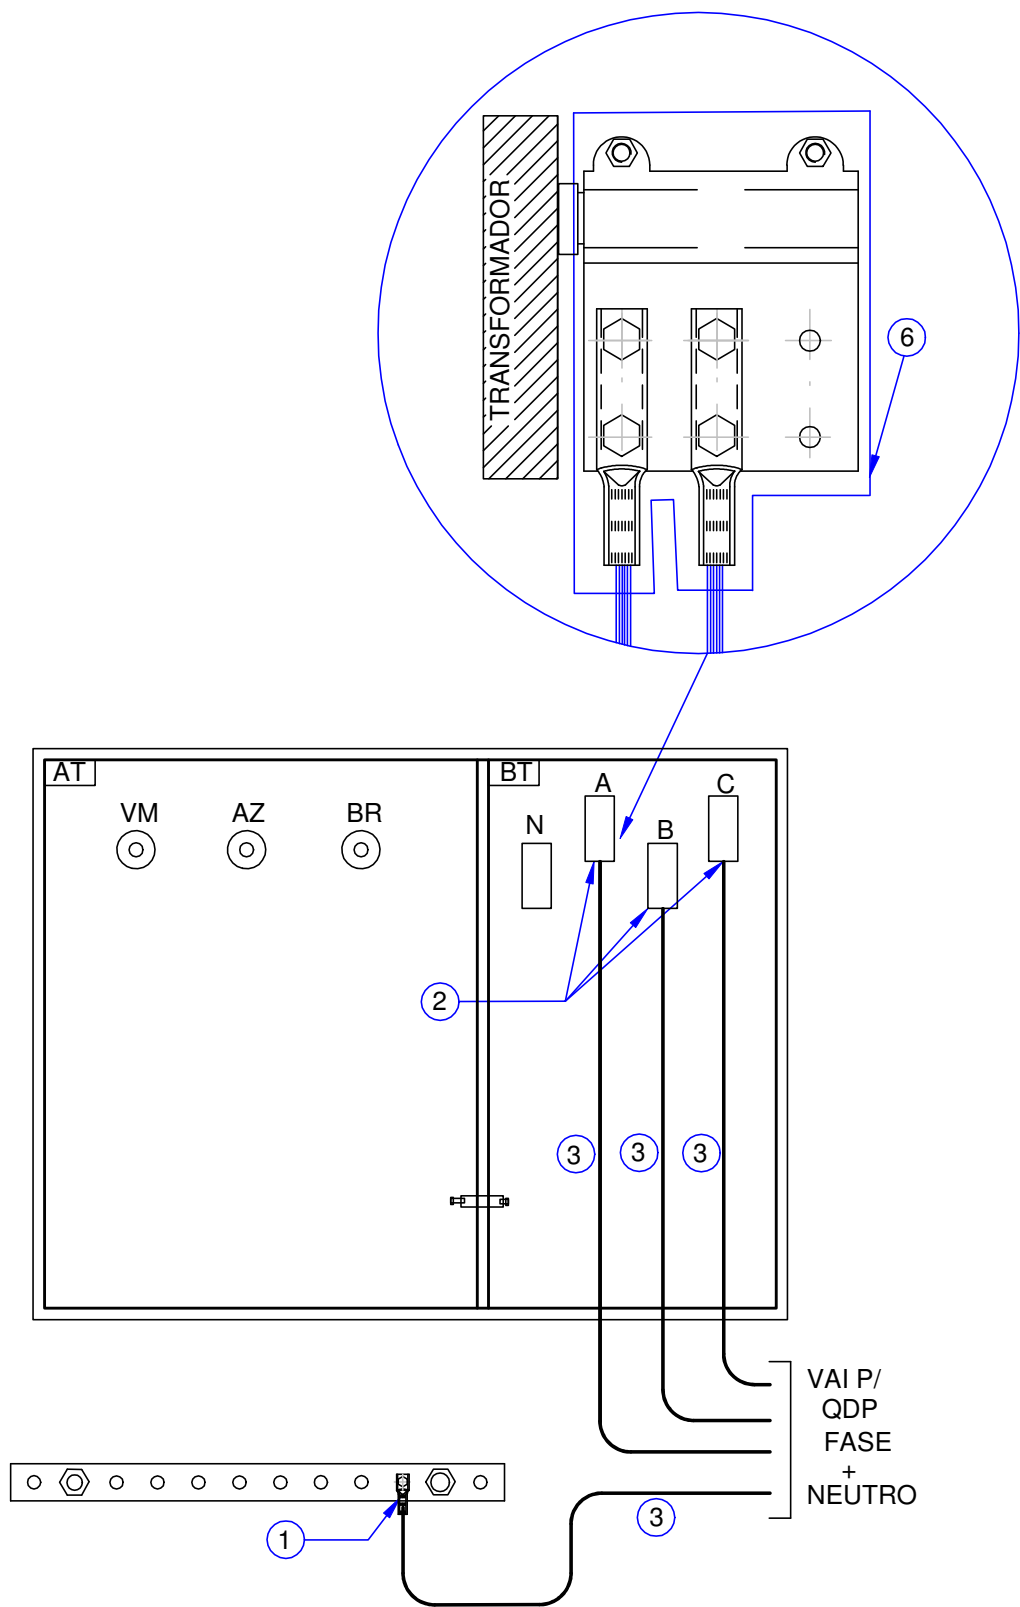 TRANSFORMADOR
6
AT
BT
VM
AZ
BR
N
A
B
C
2
3
3
3
VAI P/
QDP
FASE
+
NEUTRO
3
1